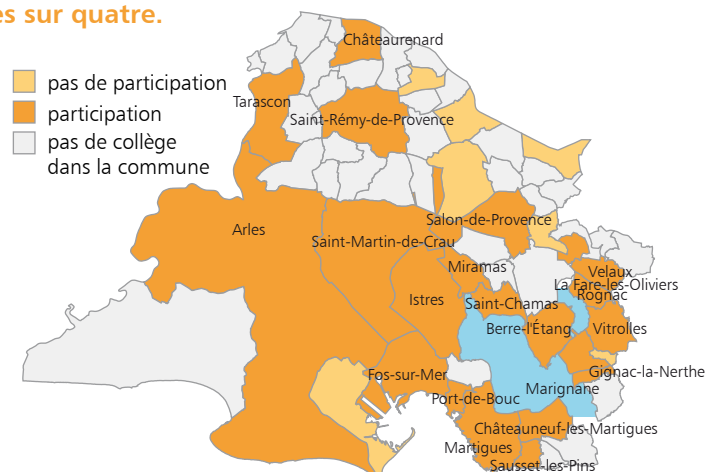 es sur quatre.
pas de participation
participation
pas de collège
dans la commune
Châteaurenard
Tarascon
Saint-Rémy-de-Provence
Arles
Salon-de-Provence
Saint-Martin-de-Crau
Miramas
Velaux
La Fare-les-Oliviers
Rognac
Istres
Saint-Chamas
Berre-l'Étang
Vitrolles
Fos-sur-Mer
Gignac-la-Nerthe
Marignane
Port-de-Bouc
Châteauneuf-les-Martigues
Martigues
Sausset-les-Pins